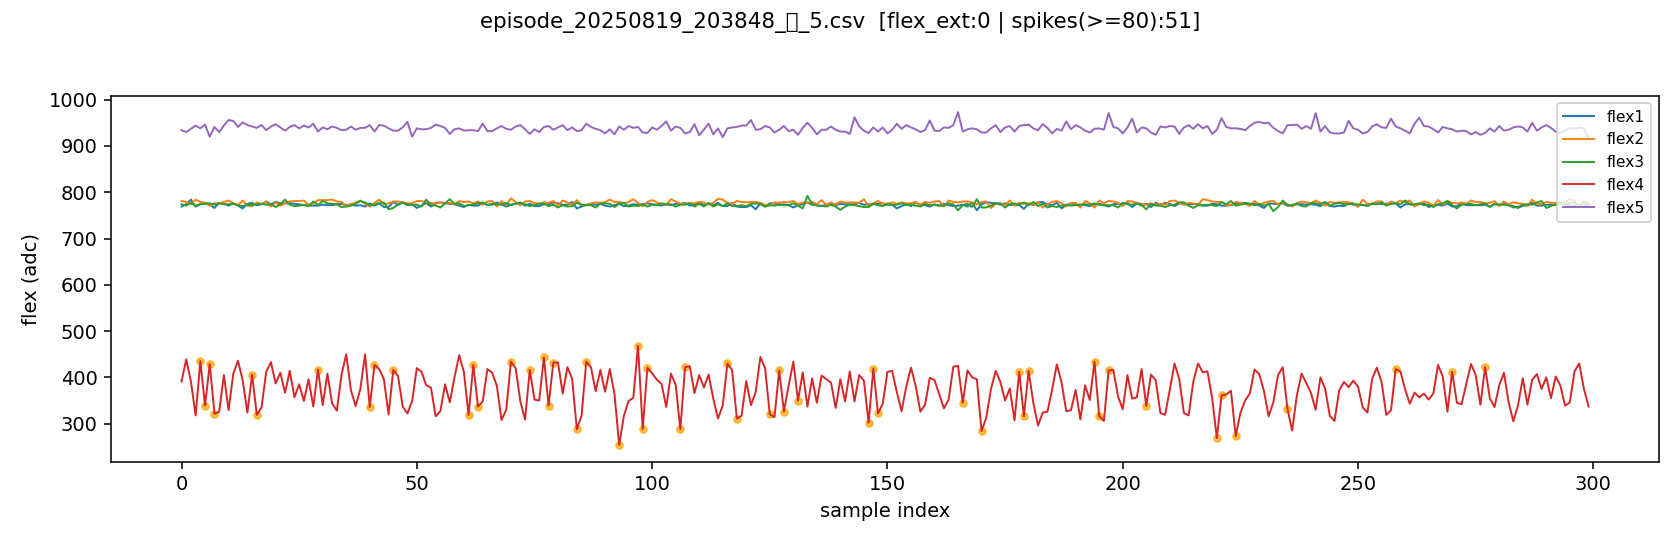 episode_20250819_203848_▯_5.csv [flex_ext:0 | spikes(>=80):51]
1000
900
800
700
600
500
400
300
flex (adc)
flex1
flex2
flex3
flex4
flex5
0
50
100
150
200
250
300
sample index